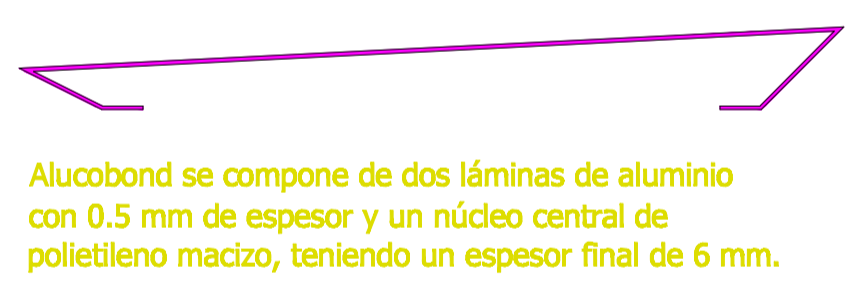 Alucobond se compone de dos láminas de aluminio
con 0.5 mm de espesor y un núcleo central de
polietileno macizo, teniendo un espesor final de 6 mm.